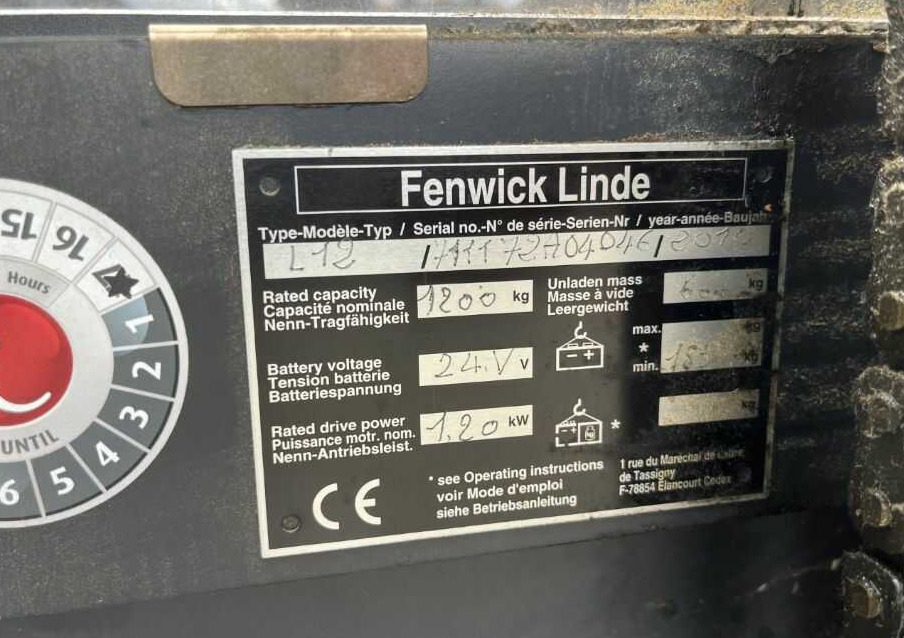 Fenwick Linde
Type-Modèle-Typ / Serial no.-N° de série-Serien-Nr / year-année-Baujahr
L12
Rated capacity
Capacité nominale
Nenn-Tragfähigkeit
1200 kg
Unladen mass
Masse à vide
Leergewicht
kg
Battery voltage
Tension batterie
Batteriespannung
24.V v
- +
max.
*
min.
kg
Rated drive power
Puissance motr. nom.
Nenn-Antriebsleist.
1,20 kW
*
kg
CE
* see Operating instructions
voir Mode d'emploi
siehe Betriebsanleitung
1 rue du Maréchal de
de Tassigny
F-78854 Elancourt Cedex
15
16
Hours
1
2
3
4
5
6
UNTIL